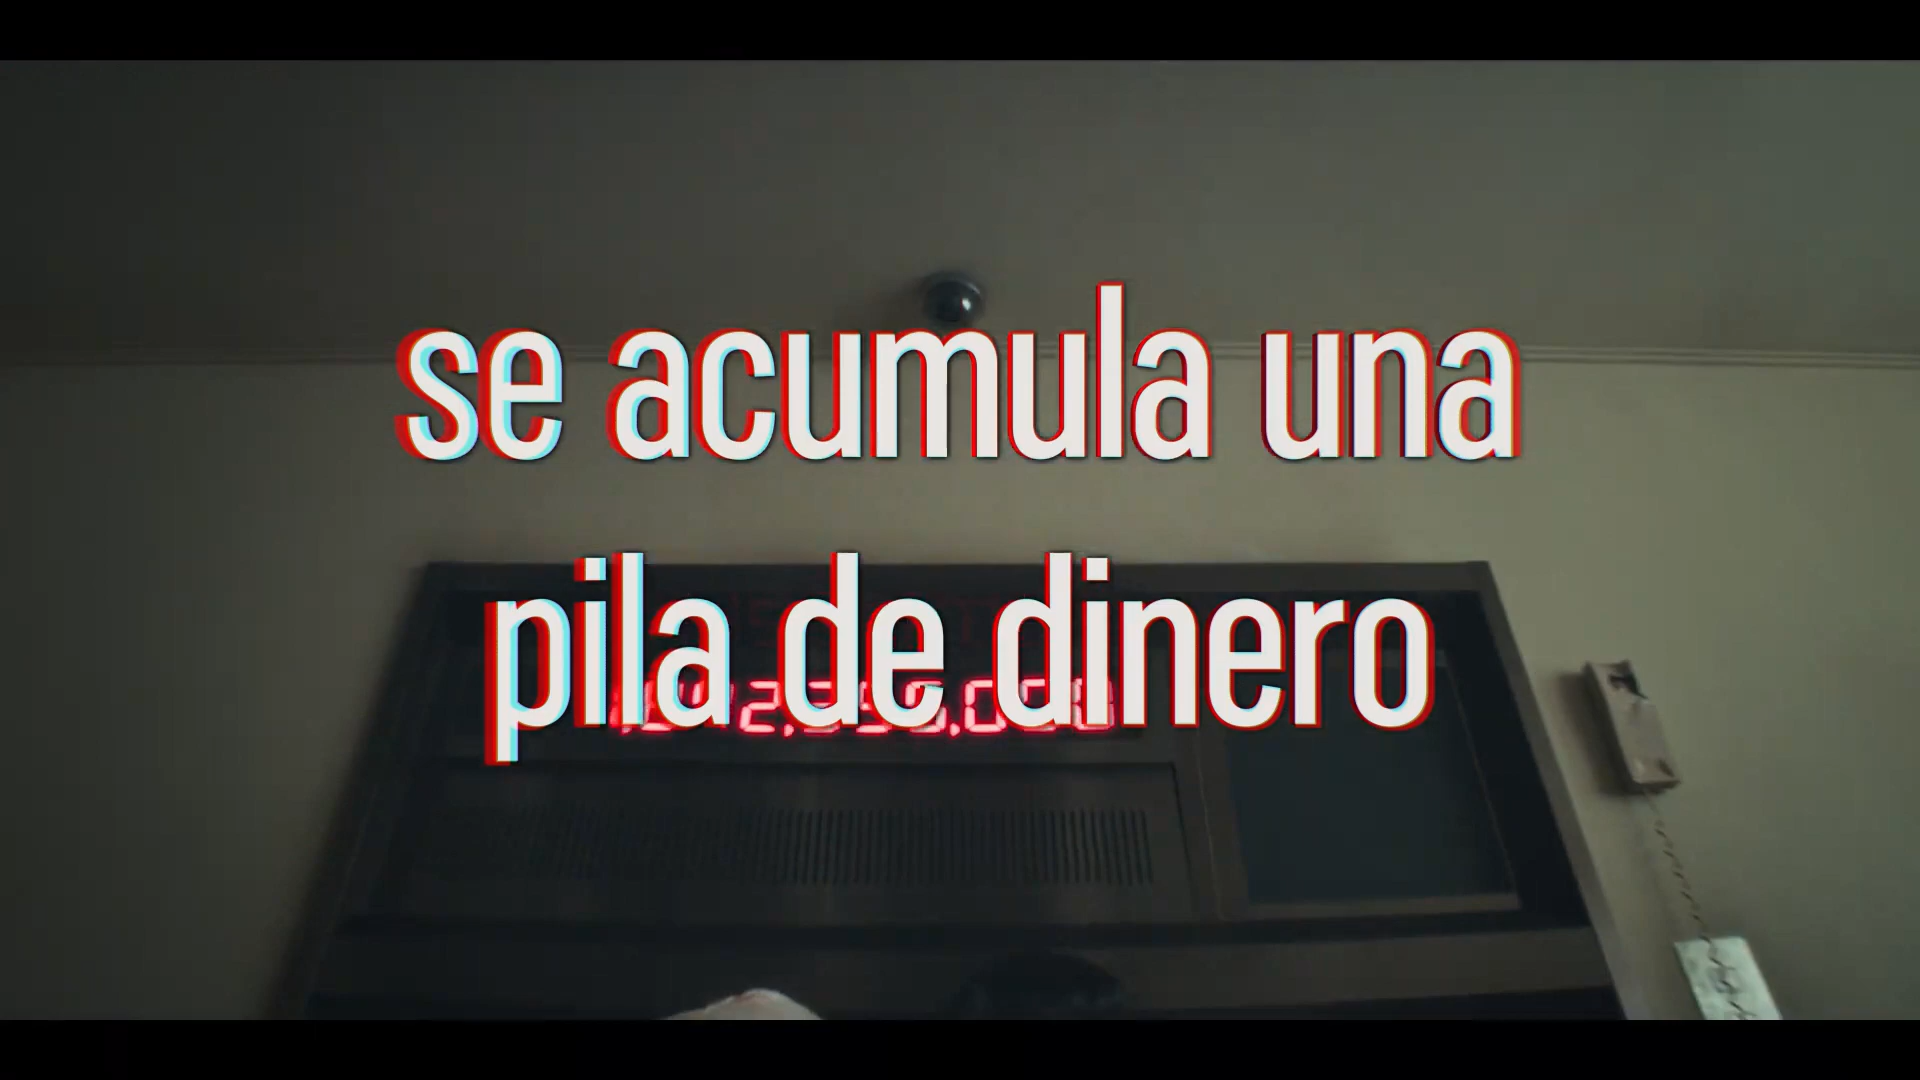 se acumula una
pila de dinero